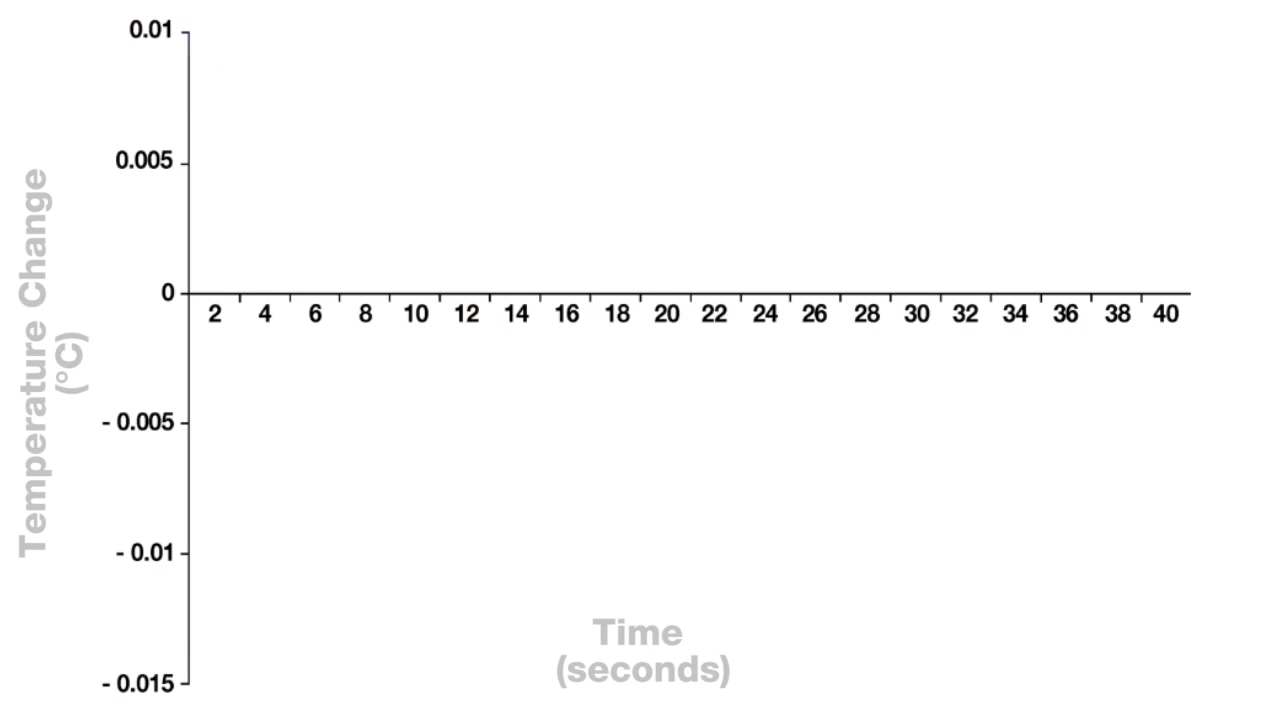 0.01
0.005
0
2 4 6 8 10 12 14 16 18 20 22 24 26 28 30 32 34 36 38 40
- 0.005
- 0.01
- 0.015
Temperature Change
(°C)
Time
(seconds)